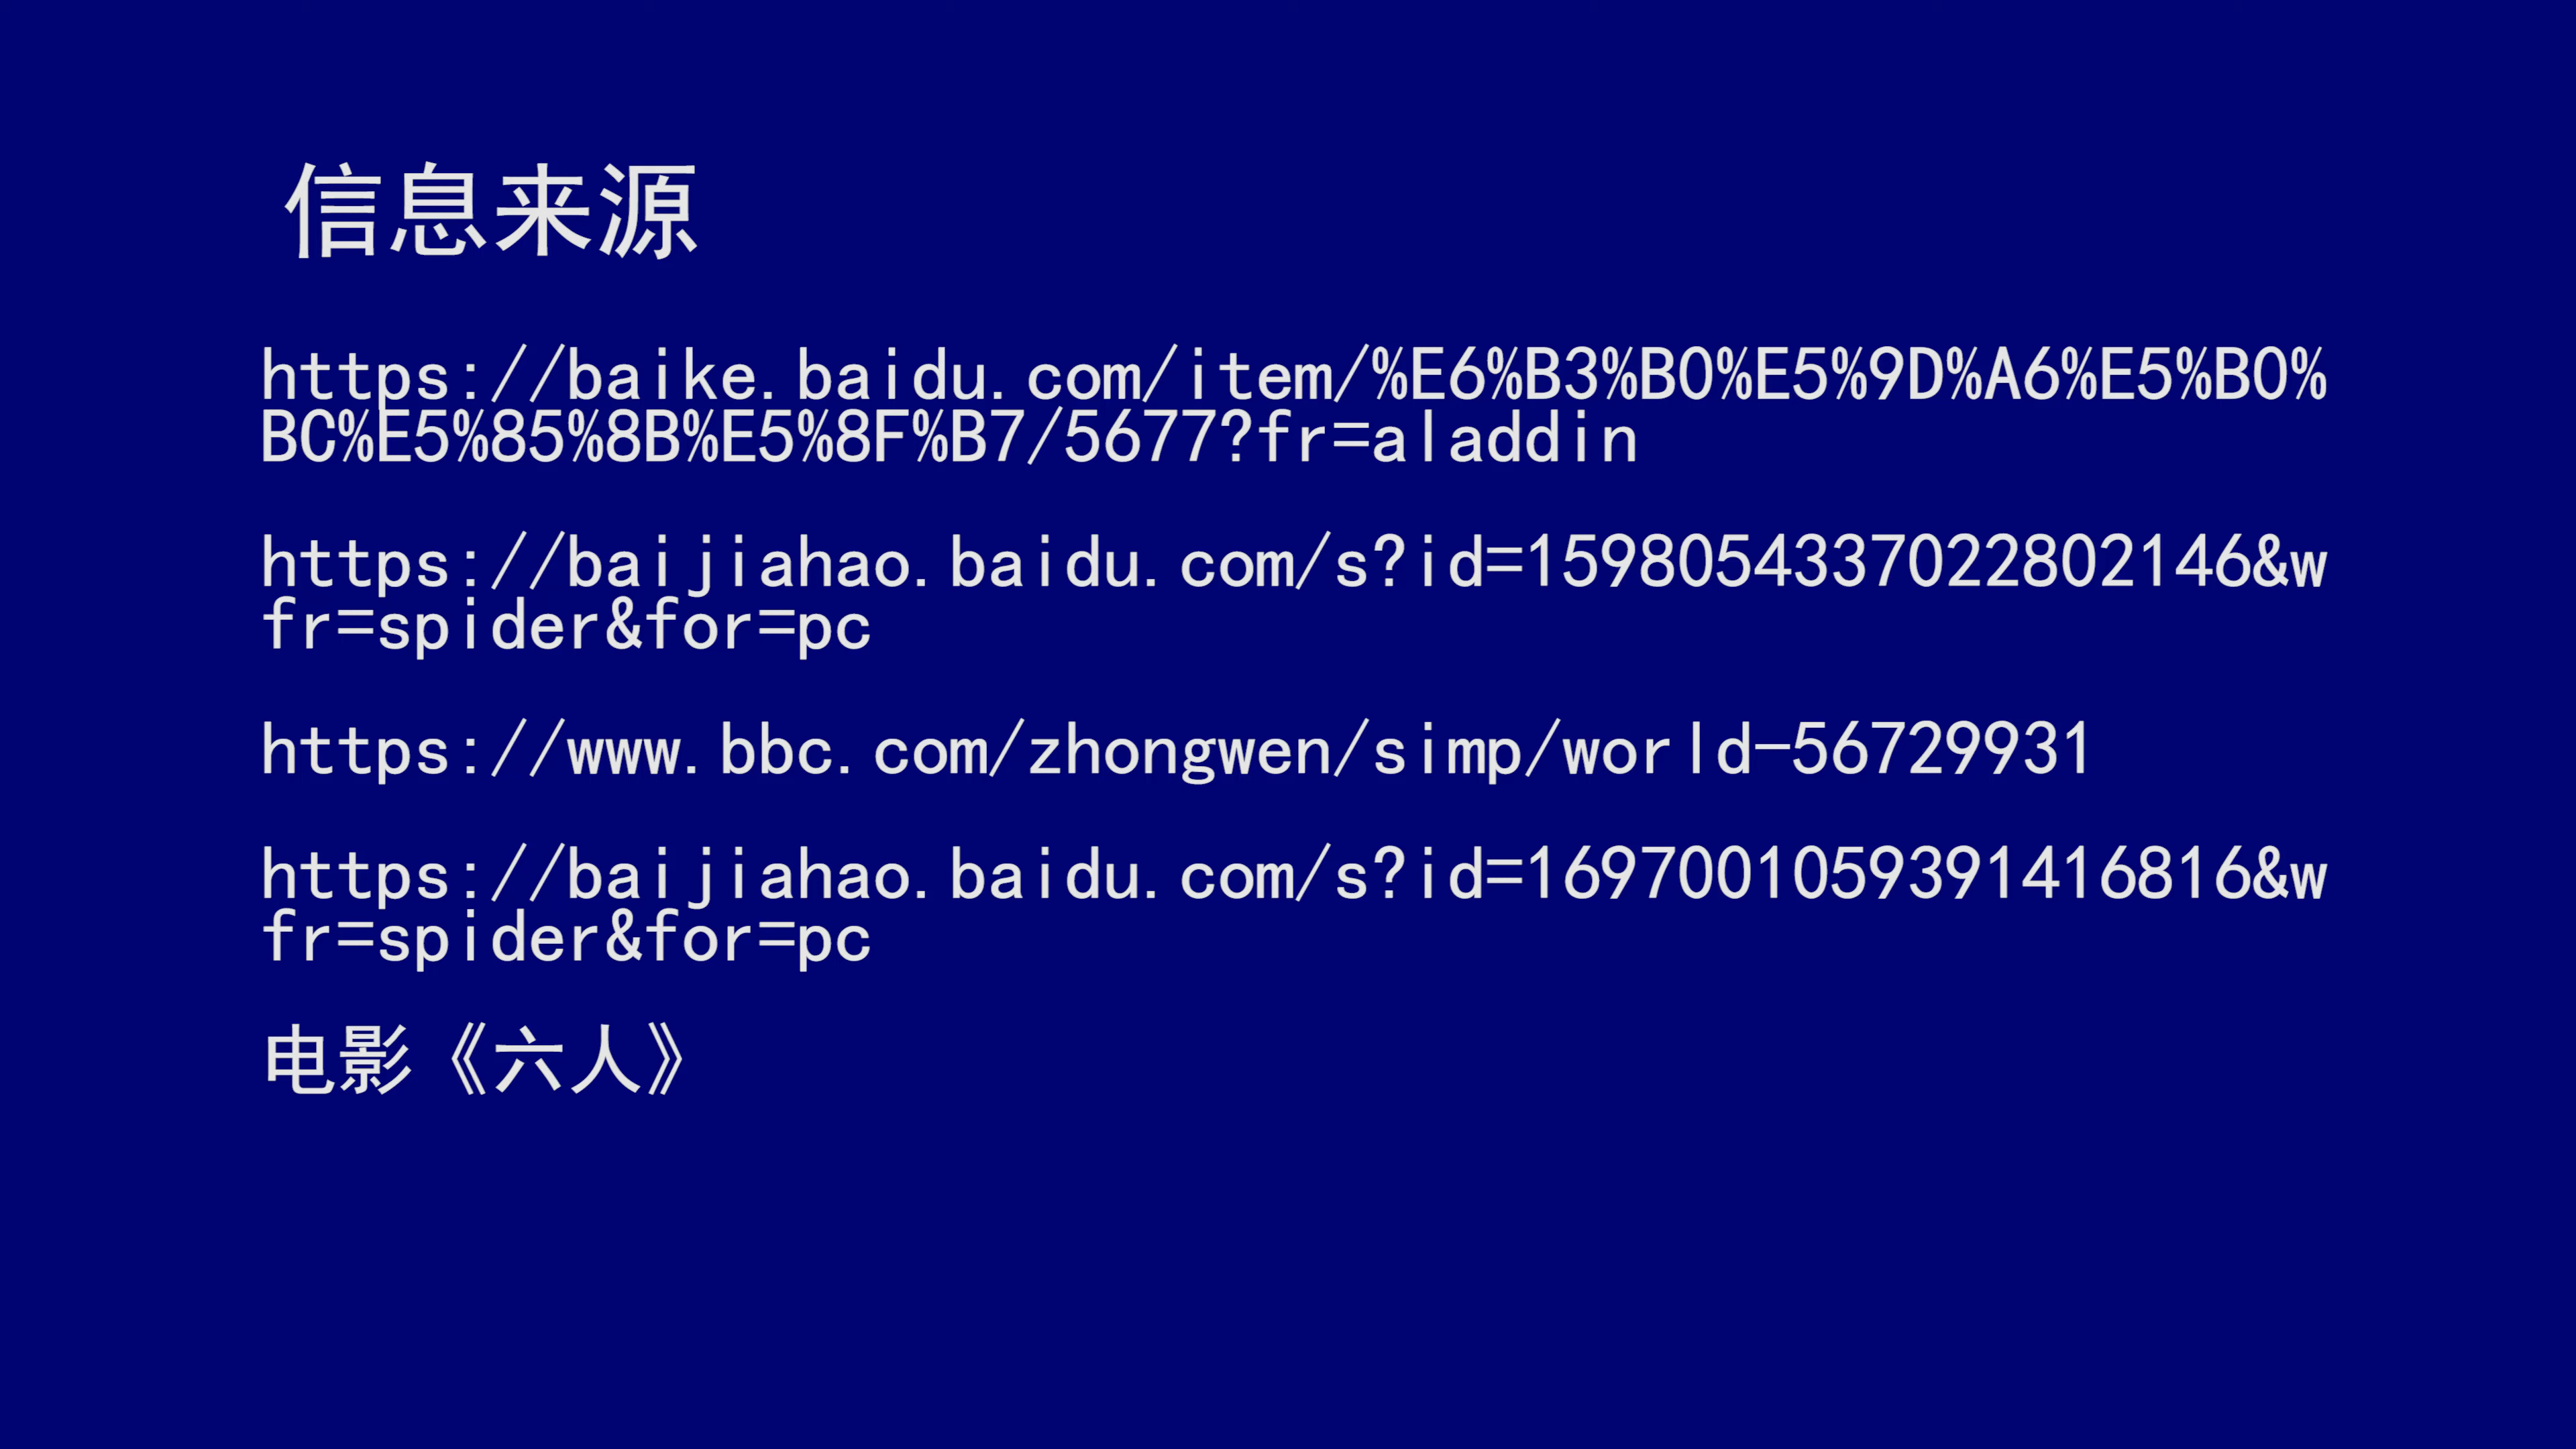 信息来源
https://baike.baidu.com/item/%E6%B3%B0%E5%9D%A6%E5%B0%
BC%E5%85%8B%E5%8F%B7/5677?fr=aladdin
https://baijiahao.baidu.com/s?id=1598054337022802146&w
fr=spider&for=pc
https://www.bbc.com/zhongwen/simp/world-56729931
https://baijiahao.baidu.com/s?id=1697001059391416816&w
fr=spider&for=pc
电影《六人》